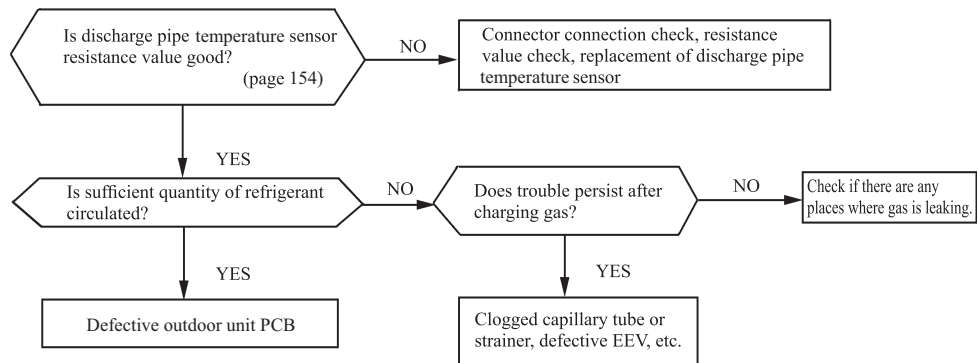 Is discharge pipe temperature sensor
resistance value good?
(page 154)
NO
Connector connection check, resistance
value check, replacement of discharge pipe
temperature sensor
YES
Is sufficient quantity of refrigerant
circulated?
NO
Does trouble persist after
charging gas?
NO
Check if there are any
places where gas is leaking.
YES
YES
Defective outdoor unit PCB
Clogged capillary tube or
strainer, defective EEV, etc.